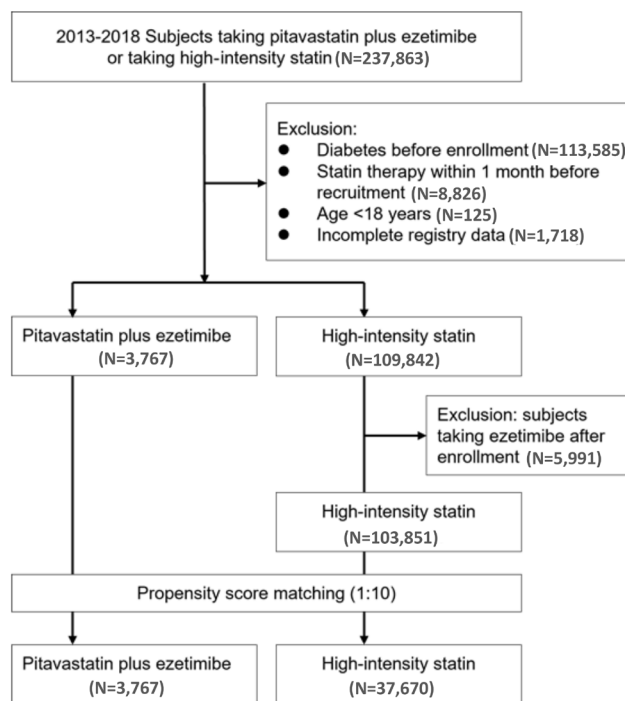 2013-2018 Subjects taking pitavastatin plus ezetimibe
or taking high-intensity statin (N=237,863)
Exclusion:
● Diabetes before enrollment (N=113,585)
● Statin therapy within 1 month before
recruitment (N=8,826)
● Age <18 years (N=125)
● Incomplete registry data (N=1,718)
Pitavastatin plus ezetimibe
(N=3,767)
High-intensity statin
(N=109,842)
Exclusion: subjects
taking ezetimibe after
enrollment (N=5,991)
High-intensity statin
(N=103,851)
Propensity score matching (1:10)
Pitavastatin plus ezetimibe
(N=3,767)
High-intensity statin
(N=37,670)